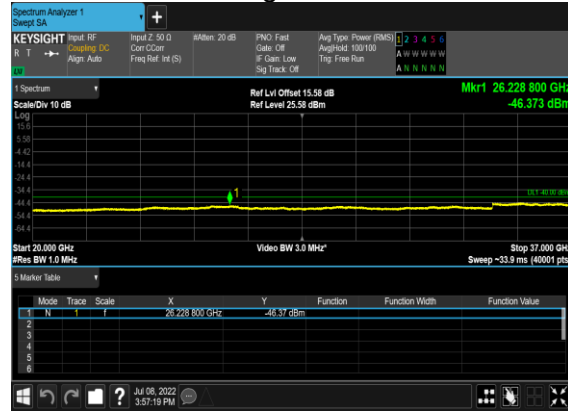 Spectrum Analyzer 1
Swept SA
+
KEYSIGHT Input: RF Input Z: 50 Ω #Atten: 20 dB PNO: Fast Avg Type: Power (RMS) 1 2 3 4 5 6
R T Coupling: DC Corr CCorr Gate: Off Avg|Hold: 100/100 A W W W W W
Align: Auto Freq Ref: Int (S) IF Gain: Low Trig: Free Run
LXI Sig Track: Off A N N N N N
1 Spectrum Ref Lvl Offset 15.58 dB Mkr1 26.228 800 GHz
Scale/Div 10 dB Ref Level 25.58 dBm -46.373 dBm
Log
15.6
5.58
-4.42
-14.4
-24.4
-34.4 DL1 -40.00 dBm
1
-44.4
-54.4
-64.4
Start 20.000 GHz Video BW 3.0 MHz* Stop 37.000 GHz
#Res BW 1.0 MHz Sweep ~33.9 ms (40001 pts)
5 Marker Table
Mode Trace Scale X Y Function Function Width Function Value
1 N 1 f 26.228 800 GHz -46.37 dBm
2
3
4
5
6
? Jul 06, 2022
3:57:19 PM